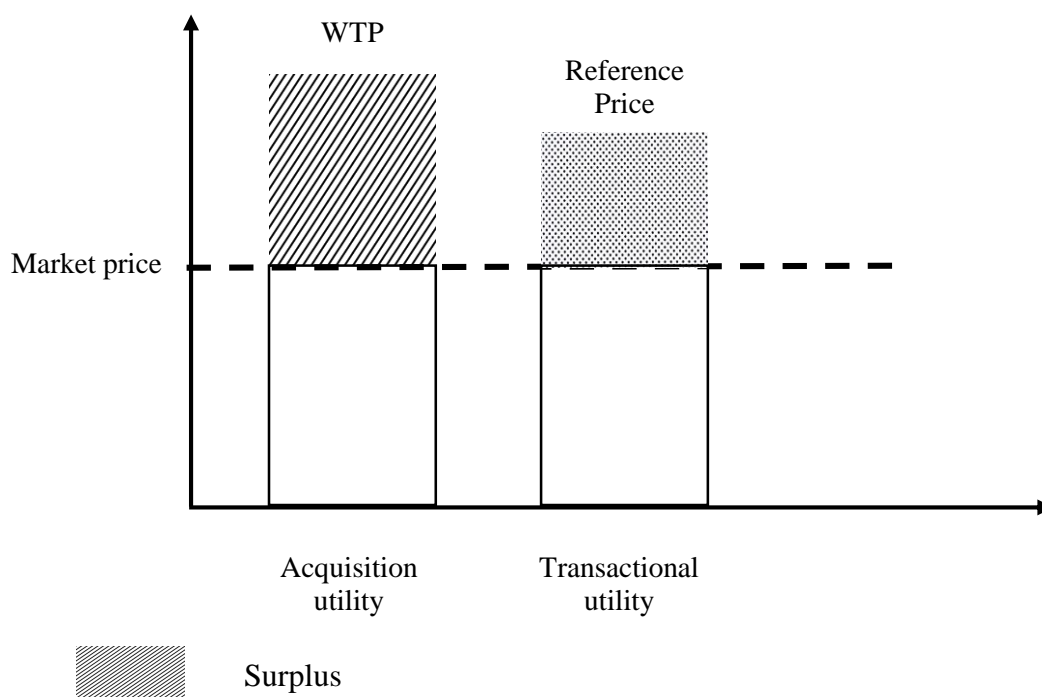 WTP
Reference
Price
Market price
Acquisition
utility
Transactional
utility
Surplus